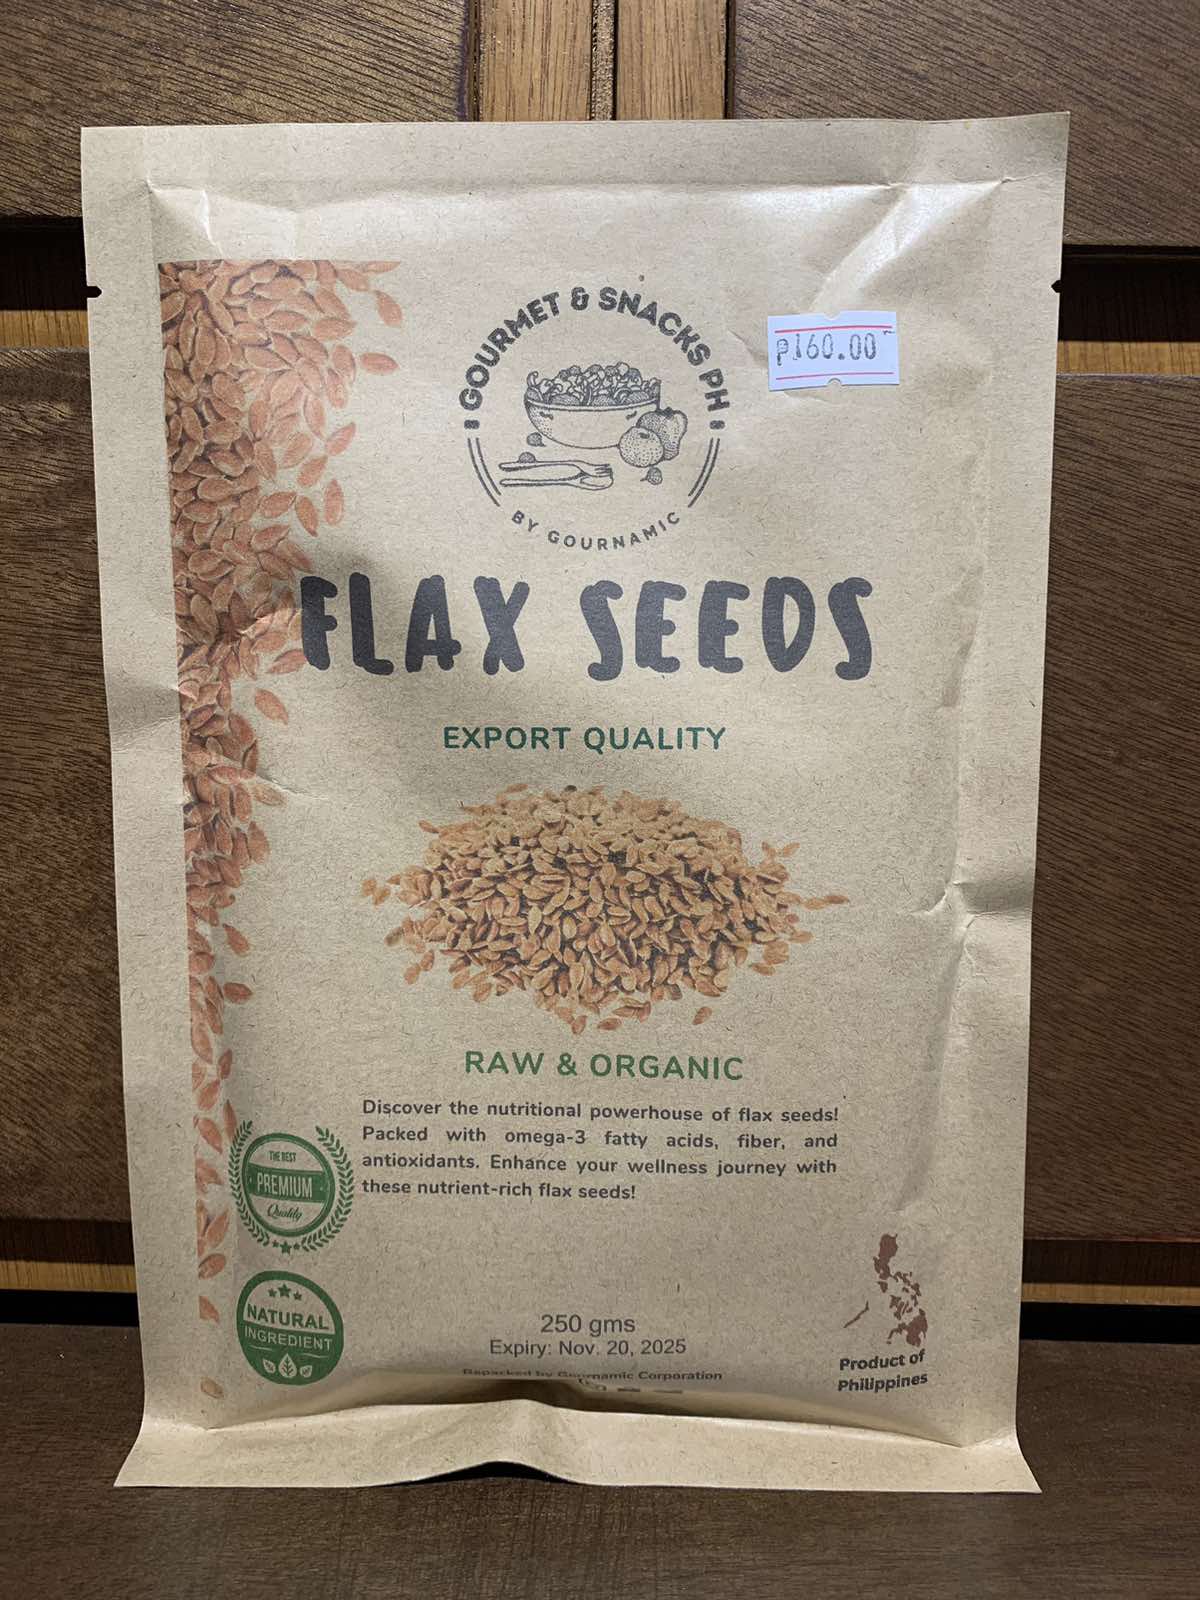 GOURMET & SNACKS PH
BY GOURNAMIC
₱160.00
FLAX SEEDS
EXPORT QUALITY
RAW & ORGANIC
Discover the nutritional powerhouse of flax seeds!
Packed with omega-3 fatty acids, fiber, and
antioxidants. Enhance your wellness journey with
these nutrient-rich flax seeds!
THE BEST
PREMIUM
Quality
NATURAL
INGREDIENT
250 gms
Expiry: Nov. 20, 2025
Repacked by Gournamic Corporation
Product of
Philippines